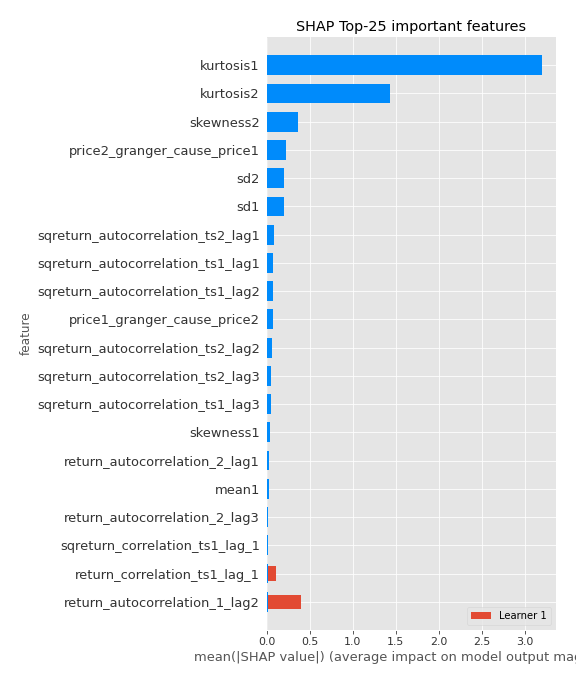 SHAP Top-25 important features
kurtosis1
kurtosis2
skewness2
price2_granger_cause_price1
sd2
sd1
sqreturn_autocorrelation_ts2_lag1
sqreturn_autocorrelation_ts1_lag1
sqreturn_autocorrelation_ts1_lag2
price1_granger_cause_price2
sqreturn_autocorrelation_ts2_lag2
sqreturn_autocorrelation_ts2_lag3
sqreturn_autocorrelation_ts1_lag3
skewness1
return_autocorrelation_2_lag1
mean1
return_autocorrelation_2_lag3
sqreturn_correlation_ts1_lag_1
return_correlation_ts1_lag_1
return_autocorrelation_1_lag2
feature
Learner 1
0.0 0.5 1.0 1.5 2.0 2.5 3.0
mean(|SHAP value|) (average impact on model output mag